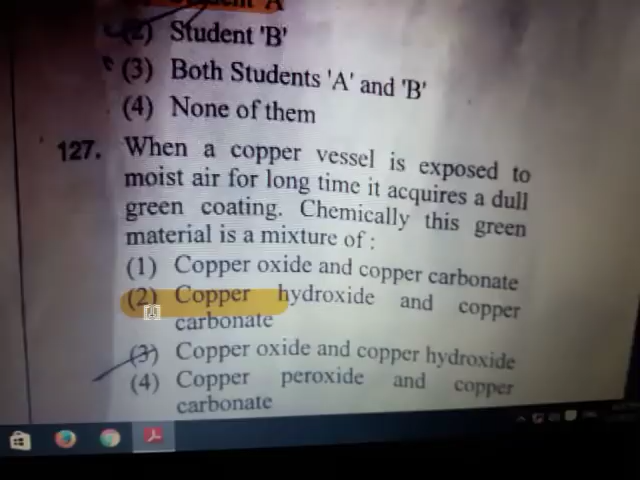 (2) Student 'B'
(3) Both Students 'A' and 'B'
(4) None of them
127. When a copper vessel is exposed to
moist air for long time it acquires a dull
green coating. Chemically this green
material is a mixture of :
(1) Copper oxide and copper carbonate
(2) Copper hydroxide and copper
carbonate
(3) Copper oxide and copper hydroxide
(4) Copper peroxide and copper
carbonate